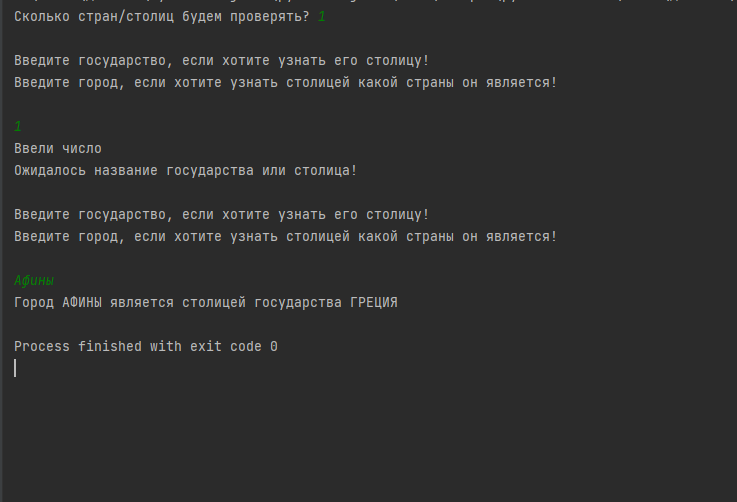 Сколько стран/столиц будем проверять? 1
Введите государство, если хотите узнать его столицу!
Введите город, если хотите узнать столицей какой страны он является!
1
Ввели число
Ожидалось название государства или столица!
Введите государство, если хотите узнать его столицу!
Введите город, если хотите узнать столицей какой страны он является!
Афины
Город АФИНЫ является столицей государства ГРЕЦИЯ
Process finished with exit code 0